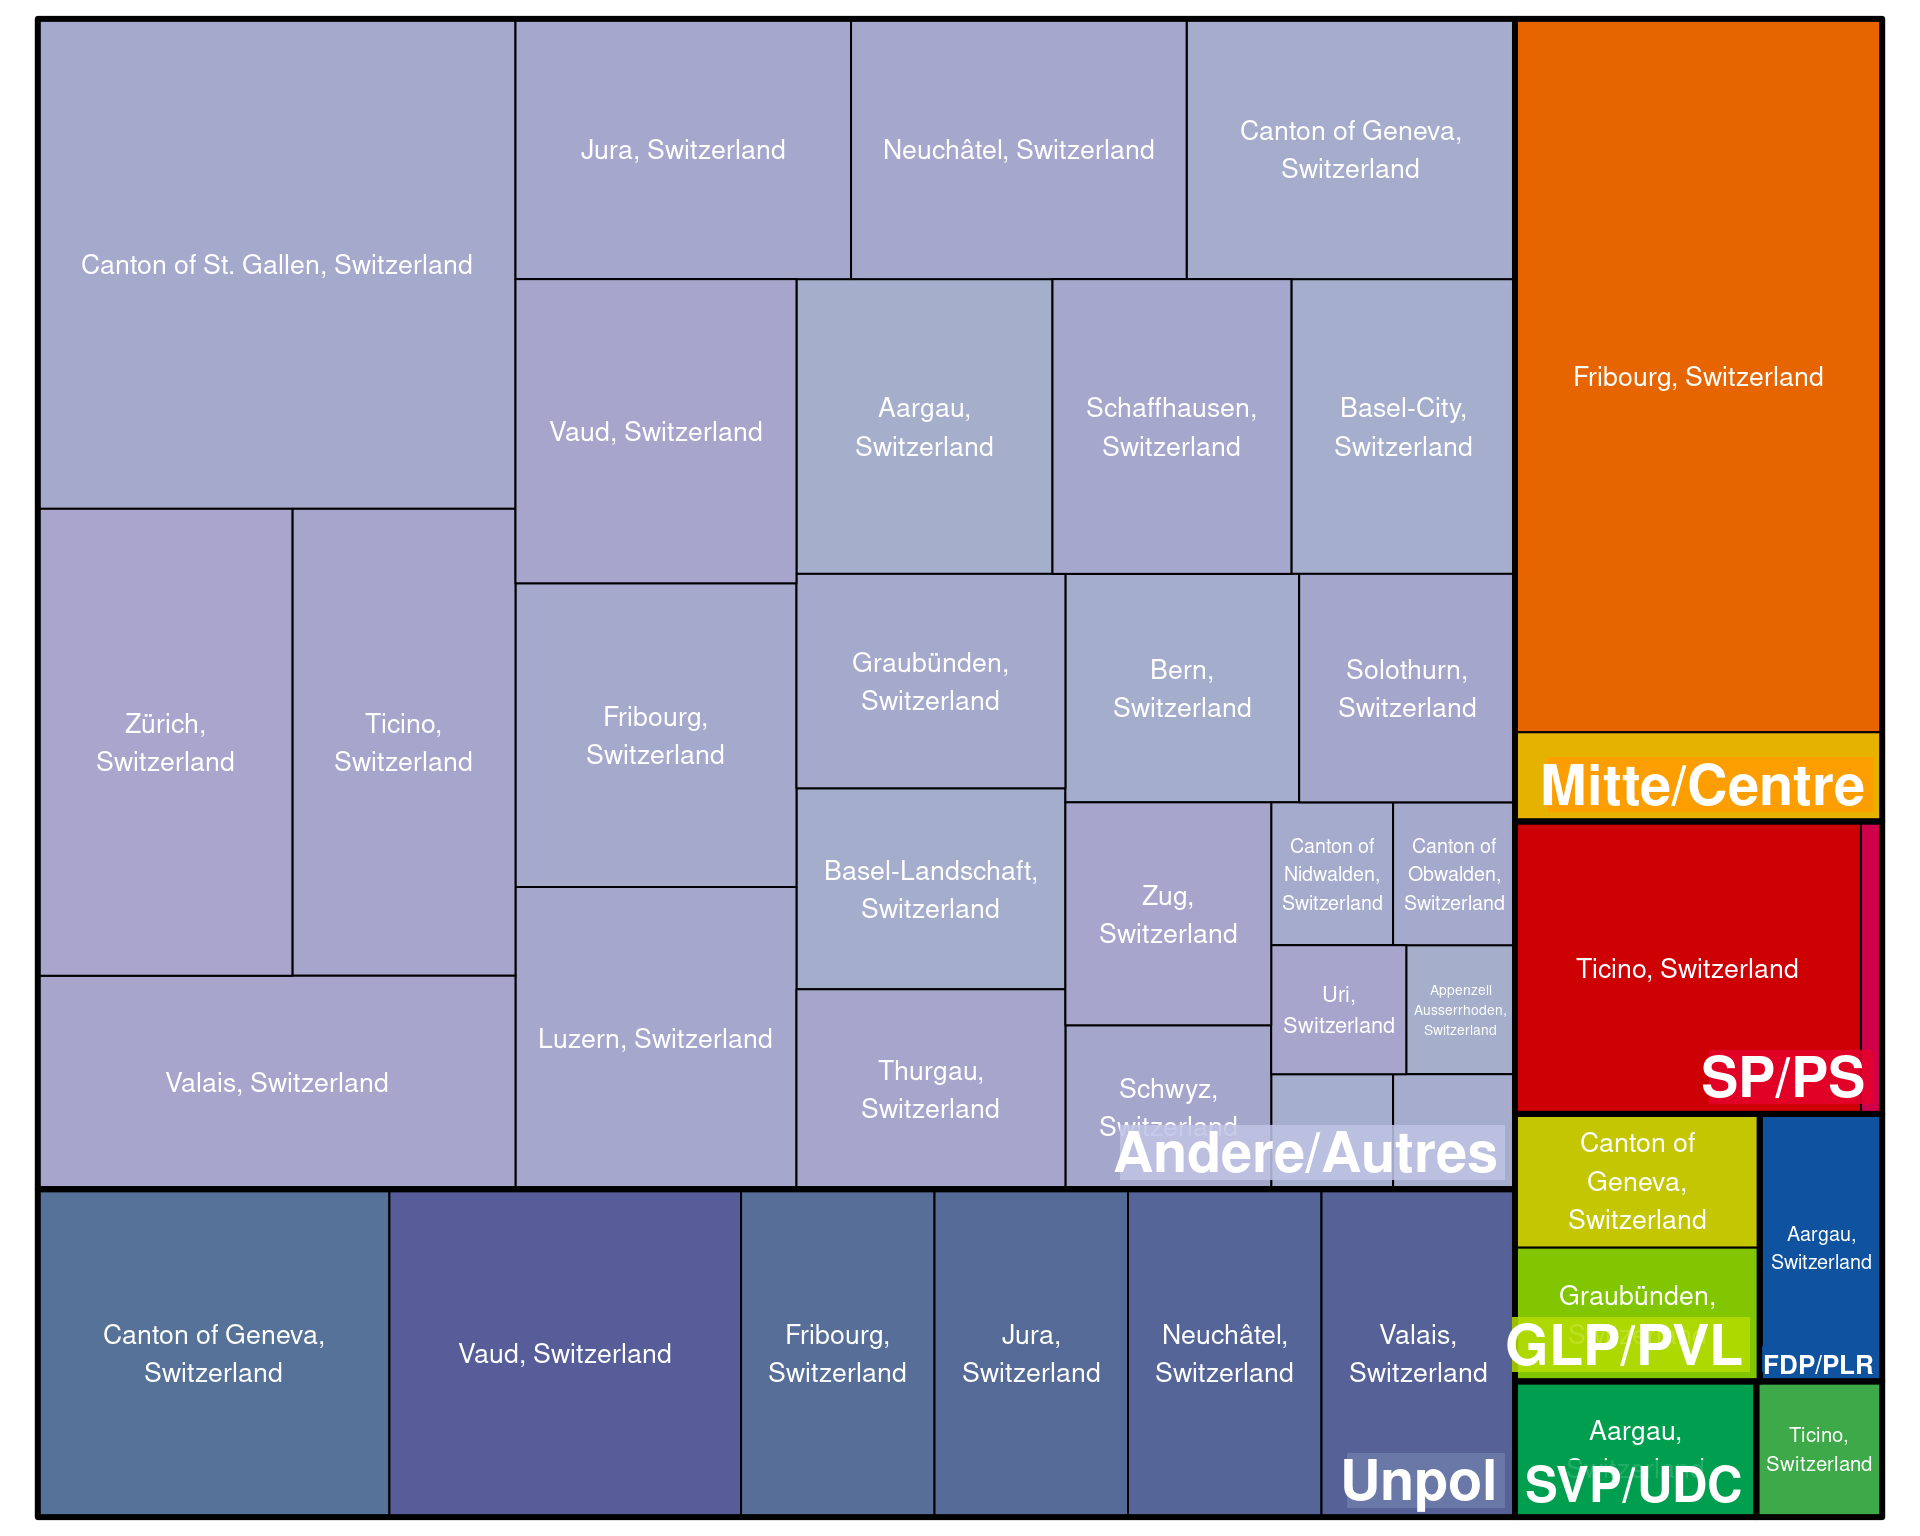 Canton of St. Gallen, Switzerland
Jura, Switzerland
Neuchâtel, Switzerland
Canton of Geneva,
Switzerland
Vaud, Switzerland
Aargau,
Switzerland
Schaffhausen,
Switzerland
Basel-City,
Switzerland
Zürich,
Switzerland
Ticino,
Switzerland
Fribourg,
Switzerland
Graubünden,
Switzerland
Bern,
Switzerland
Solothurn,
Switzerland
Basel-Landschaft,
Switzerland
Zug,
Switzerland
Canton of
Nidwalden,
Switzerland
Canton of
Obwalden,
Switzerland
Uri,
Switzerland
Appenzell
Ausserrhoden,
Switzerland
Valais, Switzerland
Luzern, Switzerland
Thurgau,
Switzerland
Schwyz,
Switzerland
Andere/Autres
Canton of Geneva,
Switzerland
Vaud, Switzerland
Fribourg,
Switzerland
Jura,
Switzerland
Neuchâtel,
Switzerland
Valais,
Switzerland
Unpol
Fribourg, Switzerland
Mitte/Centre
Ticino, Switzerland
SP/PS
Canton of
Geneva,
Switzerland
Graubünden,
GLP/PVL
Aargau,
Switzerland
FDP/PLR
Aargau,
Switzerland
SVP/UDC
Ticino,
Switzerland